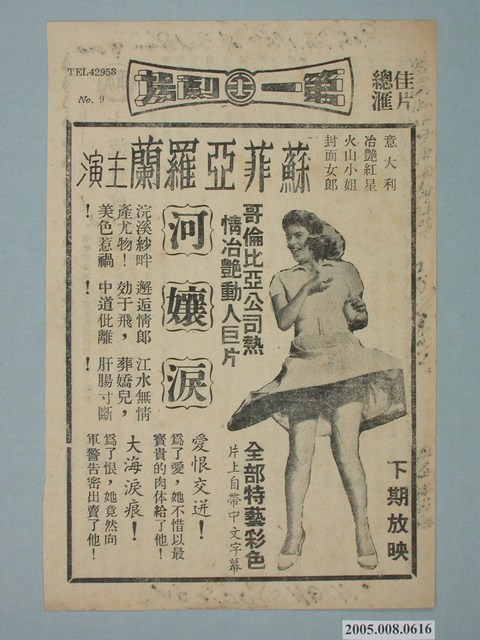 TEL 42953
No. 9
第一劇場
佳片
總滙
意大利
冶艷紅星
火山小姐
封面女郎
蘇菲亞羅蘭主演
哥倫比亞公司熱
情冶艷動人巨片
河孃淚
浣溪紗畔 邂逅情郎 江水無情
產尤物！ 効于飛， 葬嬌兒，
美色惹禍！ 中道仳離！ 肝腸寸斷！
全部特藝彩色
片上自帶中文字幕
愛恨交迸！
爲了愛，她不惜以最
寳貴的肉体給了他！
大海淚痕！
爲了恨，她竟然向
軍警告密出賣了他！
下期放映
2005.008.0616